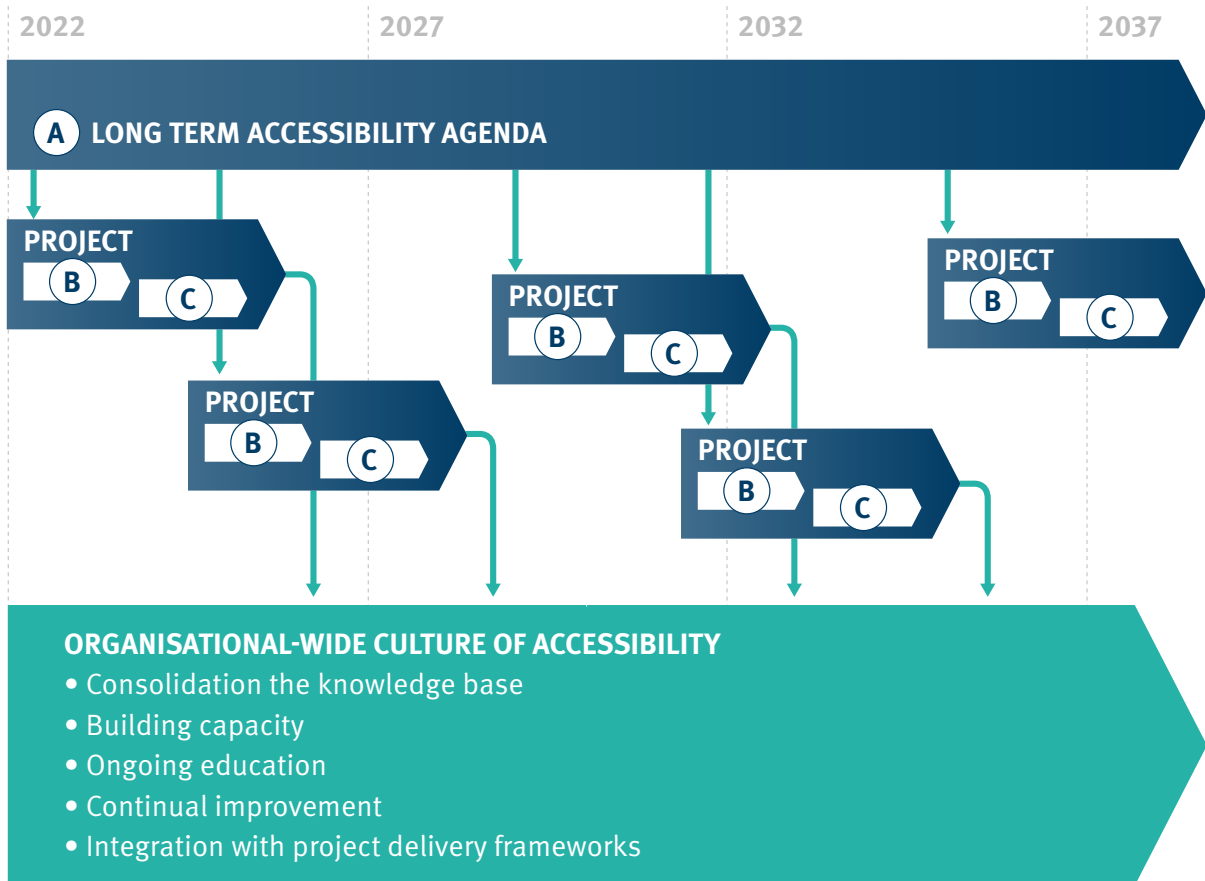 2022 2027 2032 2037
A LONG TERM ACCESSIBILITY AGENDA
PROJECT
B
C
PROJECT
B
C
PROJECT
B
C
PROJECT
B
C
PROJECT
B
C
ORGANISATIONAL-WIDE CULTURE OF ACCESSIBILITY
• Consolidation the knowledge base
• Building capacity
• Ongoing education
• Continual improvement
• Integration with project delivery frameworks